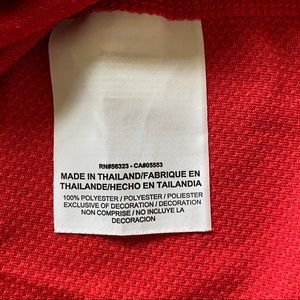 RN#56323 - CA#05553
MADE IN THAILAND/FABRIQUE EN
THAILANDE/HECHO EN TAILANDIA
100% POLYESTER / POLYESTER / POLIESTER
EXCLUSIVE OF DECORATION / DECORATION
NON COMPRISE / NO INCLUYE LA
DECORACION